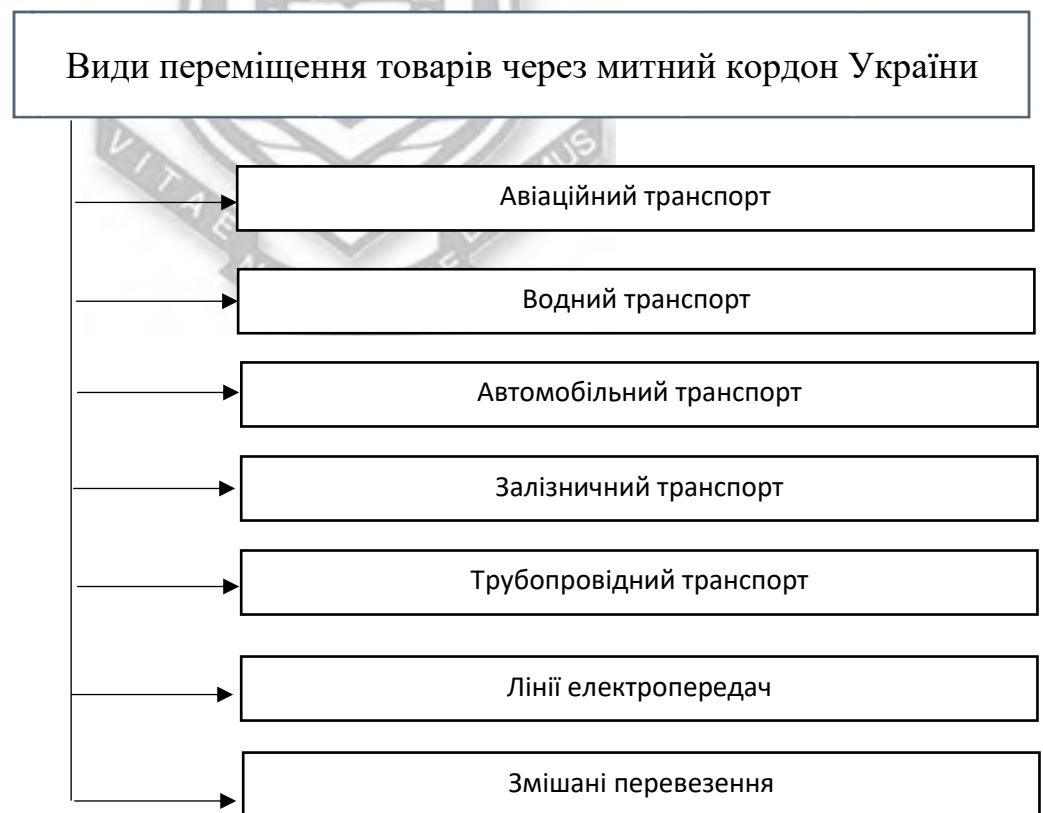 Види переміщення товарів через митний кордон України
VITAE
Авіаційний транспорт
Водний транспорт
Автомобільний транспорт
Залізничний транспорт
Трубопровідний транспорт
Лінії електропередач
Змішані перевезення